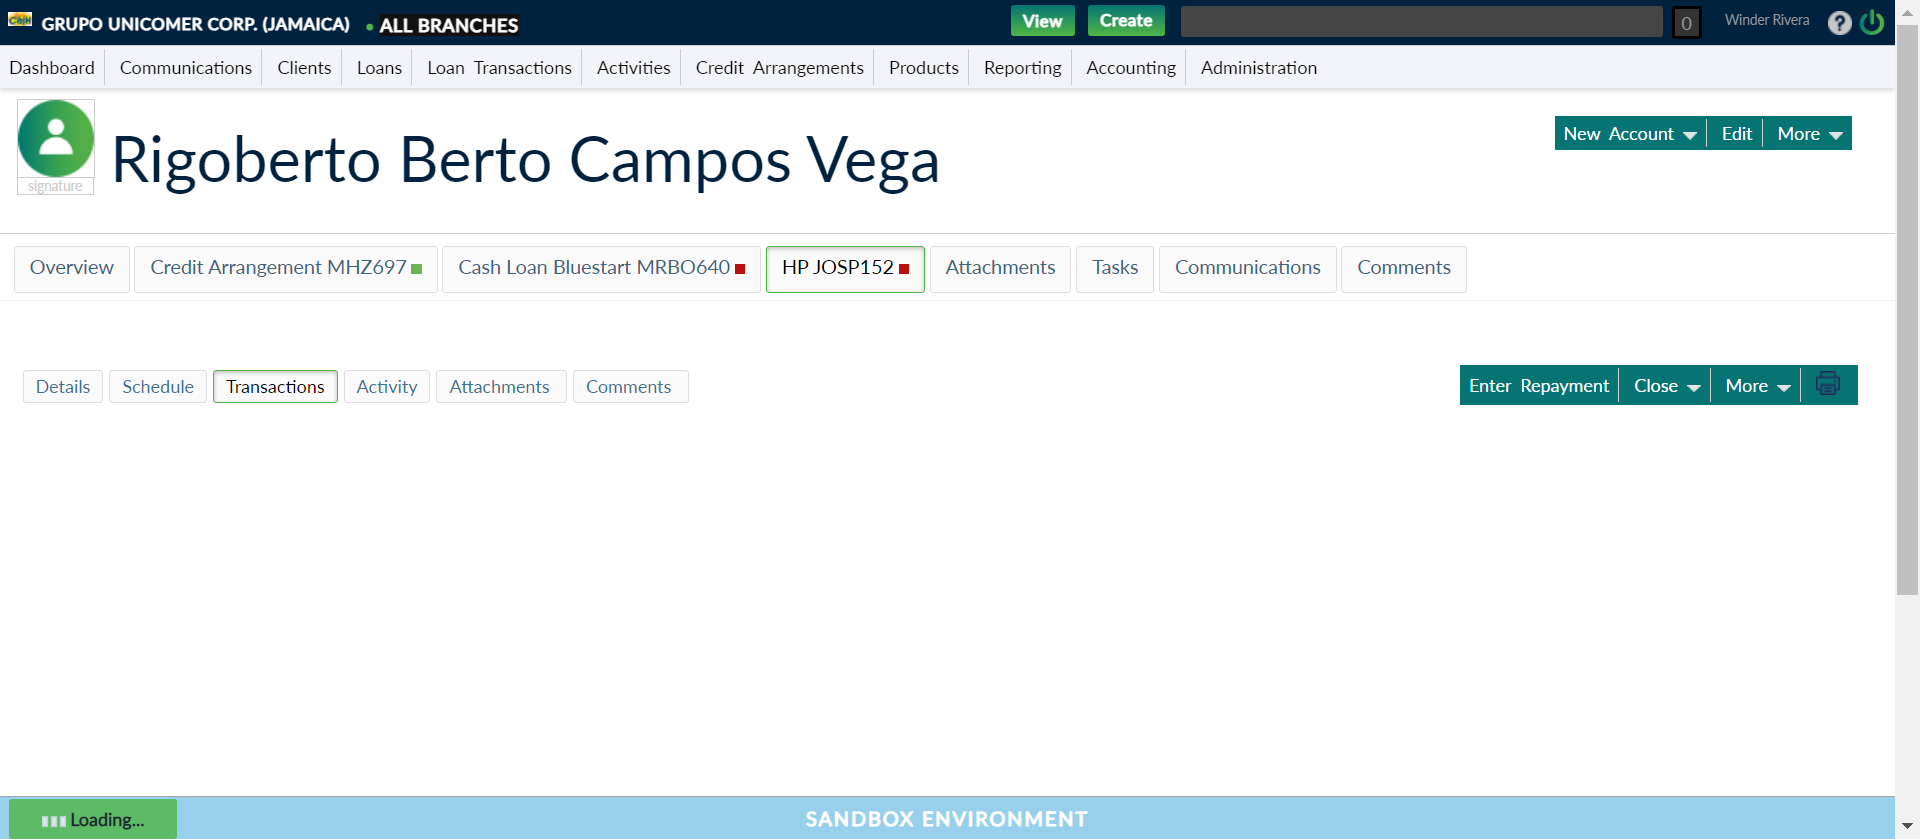 GRUPO UNICOMER CORP. (JAMAICA) • ALL BRANCHES View Create 0 Winder Rivera ?
Dashboard Communications Clients Loans Loan Transactions Activities Credit Arrangements Products Reporting Accounting Administration
signature
Rigoberto Berto Campos Vega
New Account Edit More
Overview Credit Arrangement MHZ697 Cash Loan Bluestart MRBO640 HP JOSP152 Attachments Tasks Communications Comments
Details Schedule Transactions Activity Attachments Comments
Enter Repayment Close More
Loading... SANDBOX ENVIRONMENT